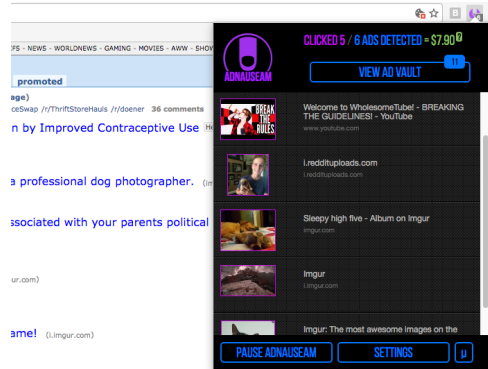 B
FS - NEWS - WORLDNEWS - GAMING - MOVIES - AWW - SHOW
promoted
age)
ceSwap /r/ThriftStoreHauls /r/doener 36 comments
n by Improved Contraceptive Use He
a professional dog photographer. (im
ssociated with your parents political
ur.com)
ame! (i.imgur.com)
ADNAUSEAM
CLICKED 5 / 6 ADS DETECTED = $7.90 ?
11
VIEW AD VAULT
BREAK
THE
RULES
Welcome to WholesomeTube! - BREAKING
THE GUIDELINES! - YouTube
www.youtube.com
i.reddituploads.com
i.reddituploads.com
Sleepy high five - Album on Imgur
imgur.com
Imgur
i.imgur.com
Imgur: The most awesome images on the
PAUSE ADNAUSEAM
SETTINGS
µ